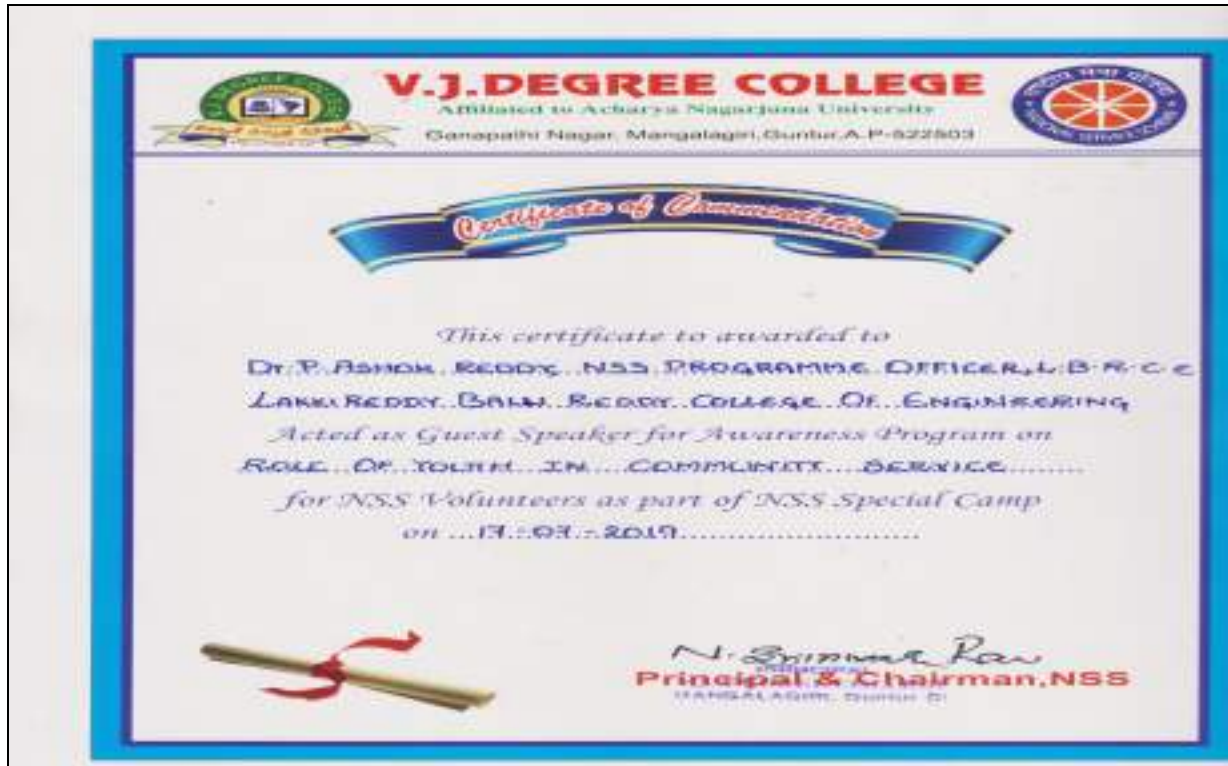 V.J.DEGREE COLLEGE
Affiliated to Acharya Nagarjuna University
Ganapathi Nagar, Mangalagiri, Guntur A.P-522503
Certificate of Commendation
This certificate to awarded to
Dr. P. ASHOK REDDY, NSS PROGRAMME OFFICER, L.B.R.C.E
LAKKI REDDY BALI REDDY COLLEGE OF ENGINEERING
Acted as Guest Speaker for Awareness Program on
ROLE OF YOUTH IN COMMUNITY SERVICE
for NSS Volunteers as part of NSS Special Camp
on
N.
Principal & Chairman, NSS
MANGALAGIRI, Guntur